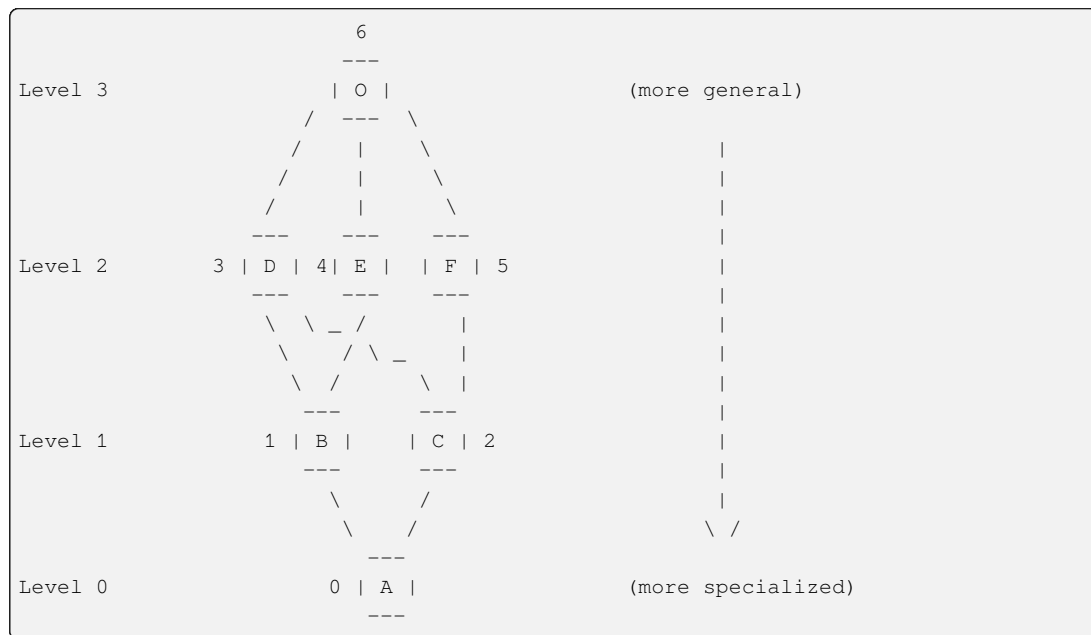 6
                             ---
Level 3                    | O |                    (more general)
                         /  ---  \
                        /    |    \                        |
                       /     |     \                       |
                      /      |      \                      |
                     ---    ---    ---                     |
Level 2         3 | D | 4| E |  | F | 5                    |
                     ---    ---    ---                     |
                      \  \ _ /        |                    |
                       \    / \ _     |                    |
                        \  /       \  |                    |
                         ---      ---                      |
Level 1              1 | B |    | C | 2                    |
                         ---      ---                      |
                           \      /                        |
                            \    /                        \ /
                              ---
Level 0                  0 | A |                    (more specialized)
                              ---